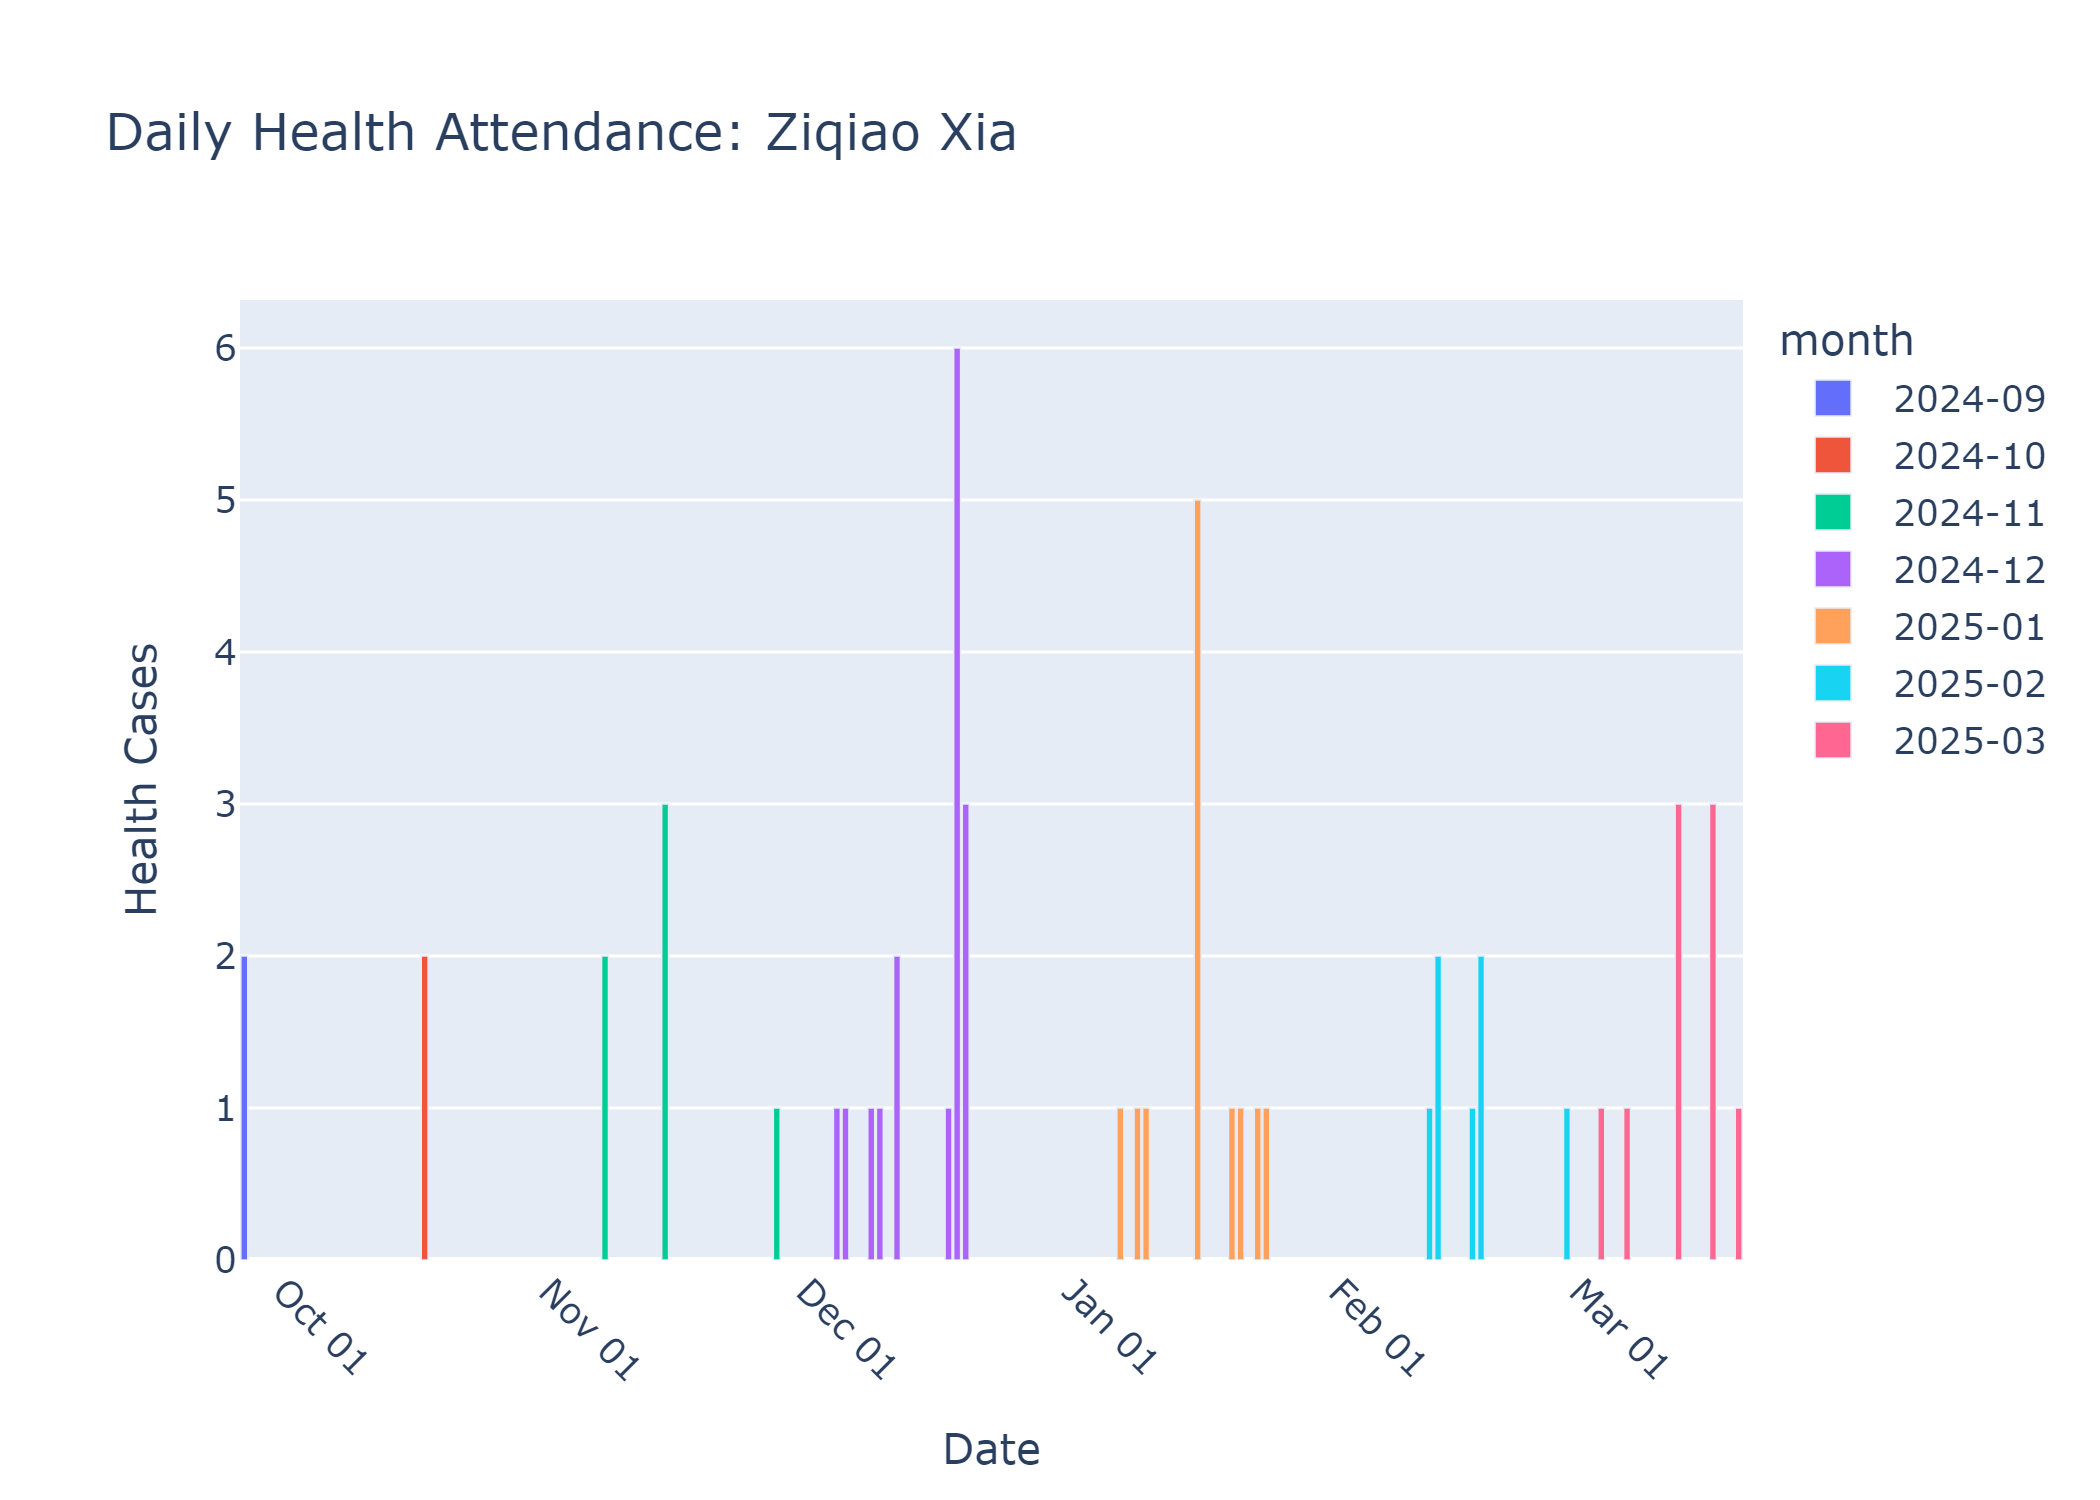 Daily Health Attendance: Ziqiao Xia
6
5
4
3
2
1
0
Health Cases
Oct 01
Nov 01
Dec 01
Jan 01
Feb 01
Mar 01
Date
month
2024-09
2024-10
2024-11
2024-12
2025-01
2025-02
2025-03